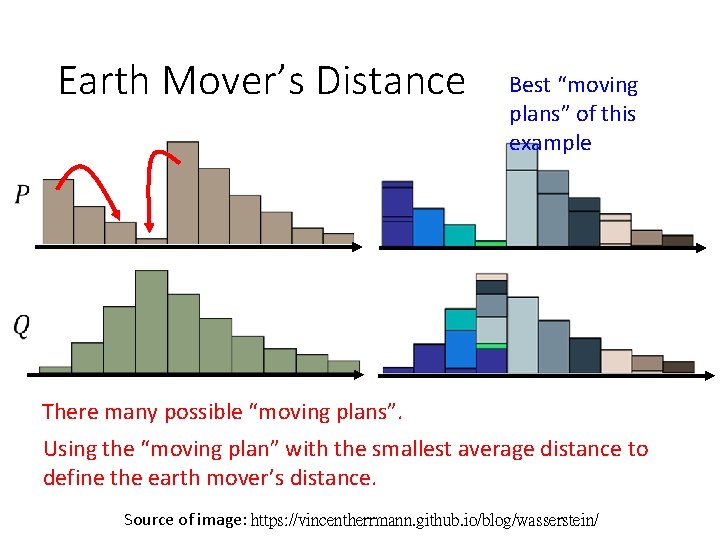 Earth Mover’s Distance
Best “moving
plans” of this
example
P
Q
There many possible “moving plans”.
Using the “moving plan” with the smallest average distance to
define the earth mover’s distance.
Source of image: https://vincentherrmann.github.io/blog/wasserstein/